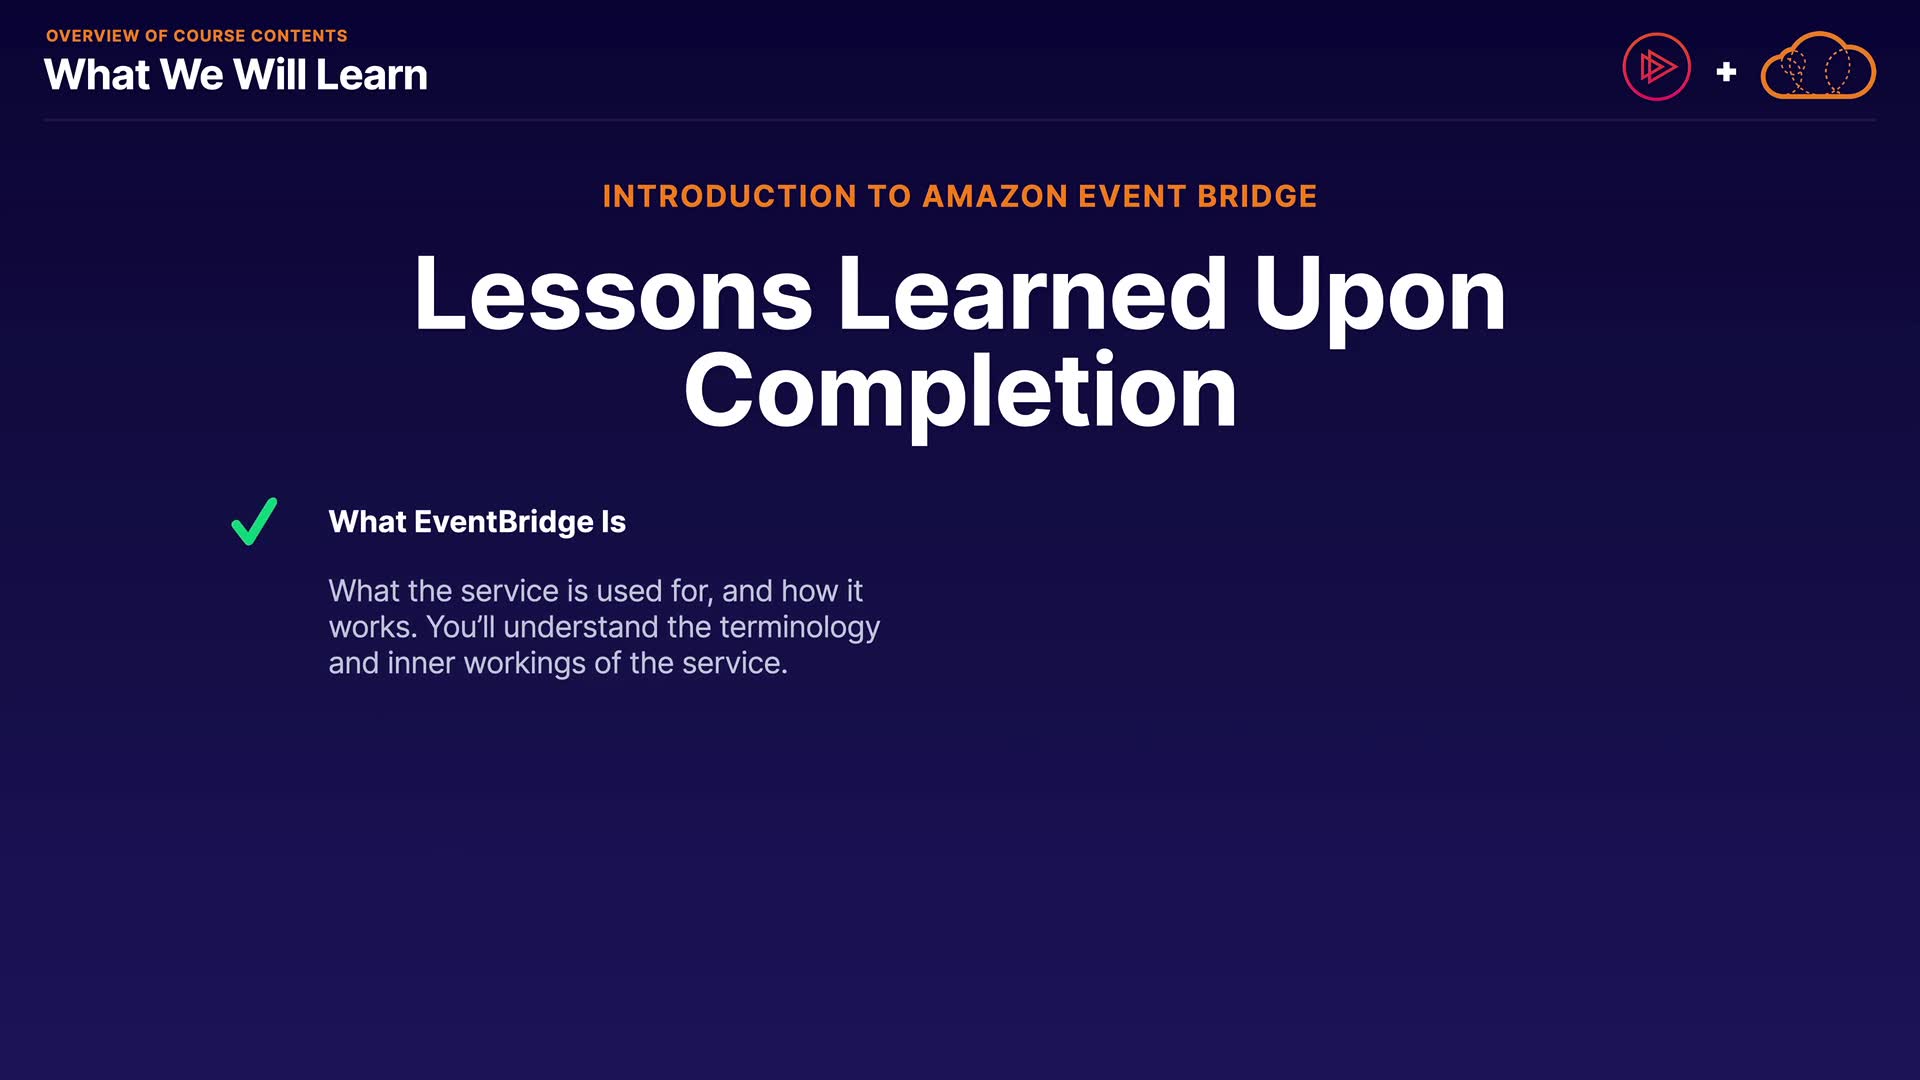 OVERVIEW OF COURSE CONTENTS
What We Will Learn
+
INTRODUCTION TO AMAZON EVENT BRIDGE
Lessons Learned Upon
Completion
What EventBridge Is
What the service is used for, and how it
works. You’ll understand the terminology
and inner workings of the service.